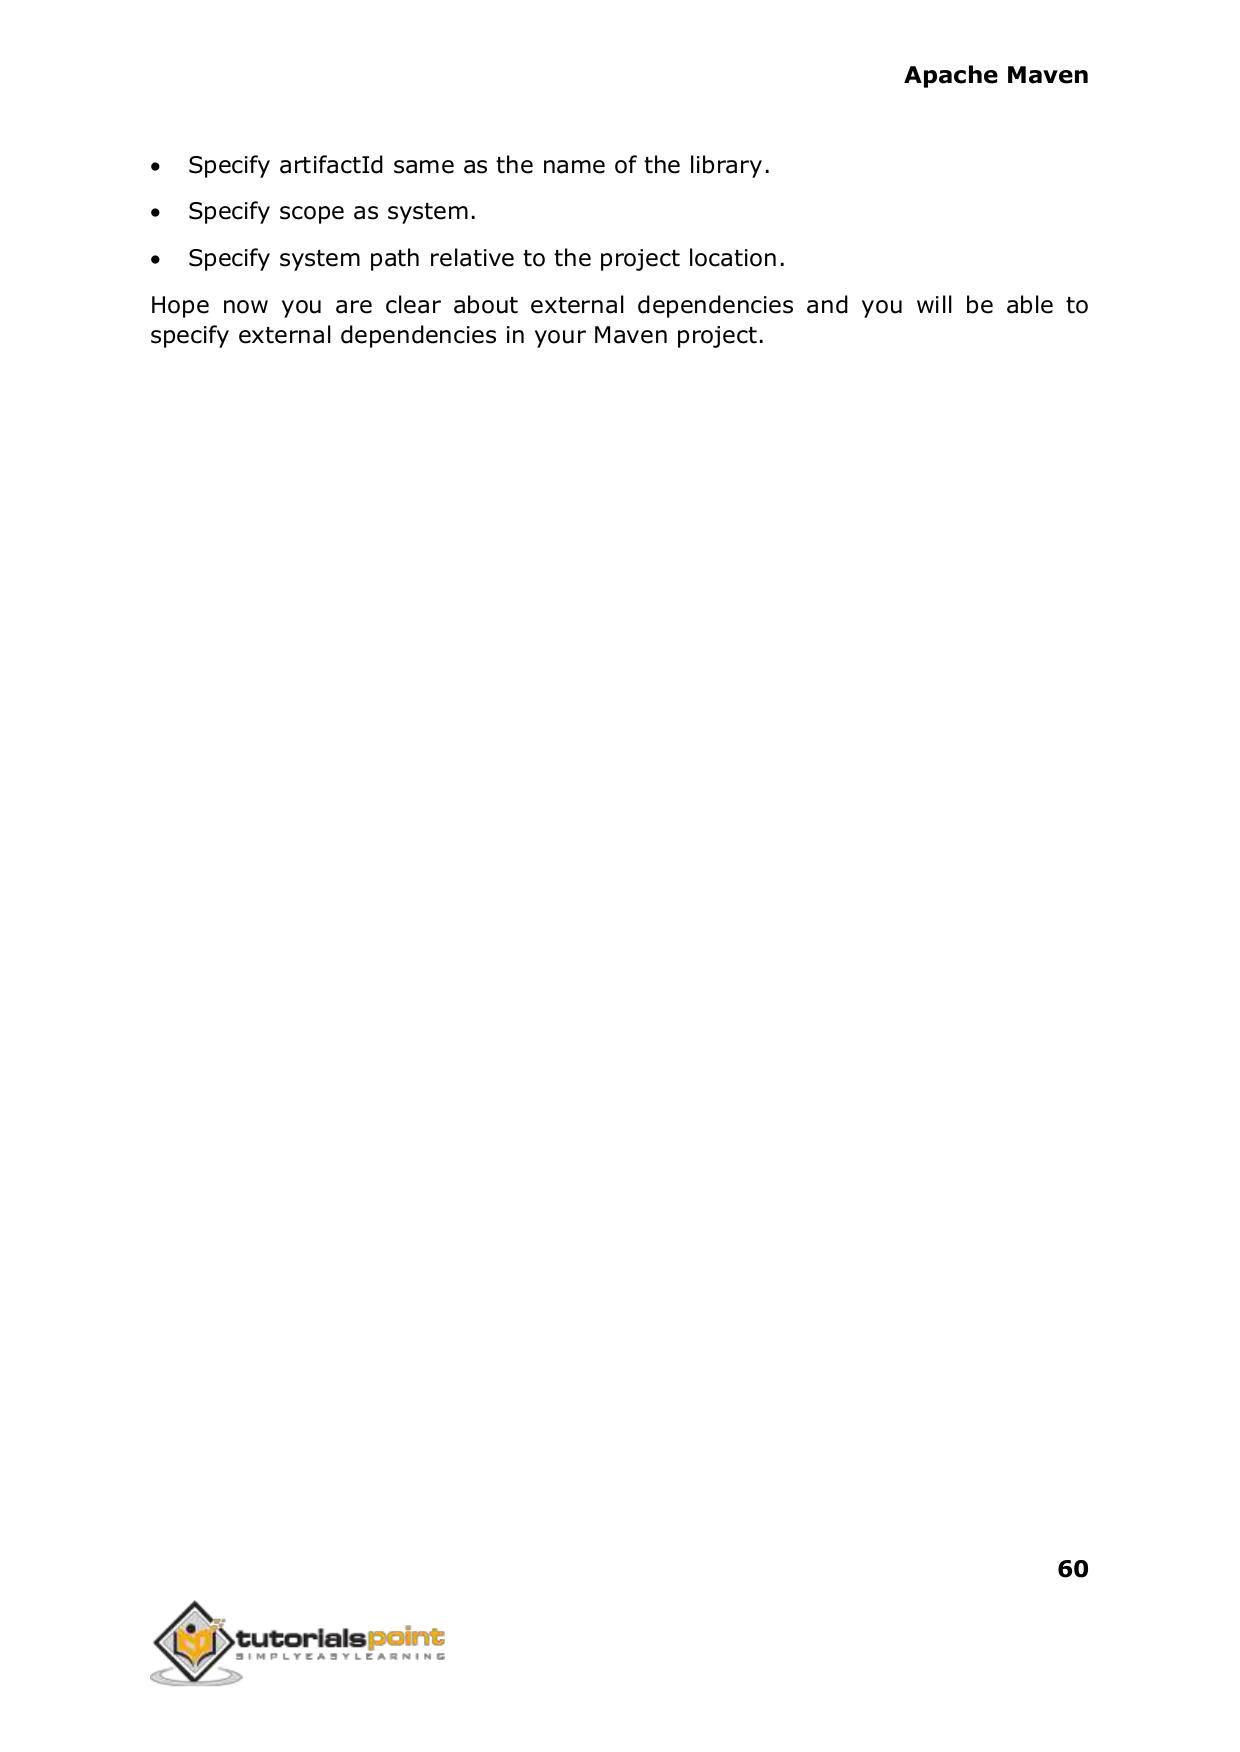 Apache Maven
• Specify artifactId same as the name of the library.
• Specify scope as system.
• Specify system path relative to the project location.
Hope now you are clear about external dependencies and you will be able to
specify external dependencies in your Maven project.
60
tutorialspoint
SIMPLYEASYLEARNING